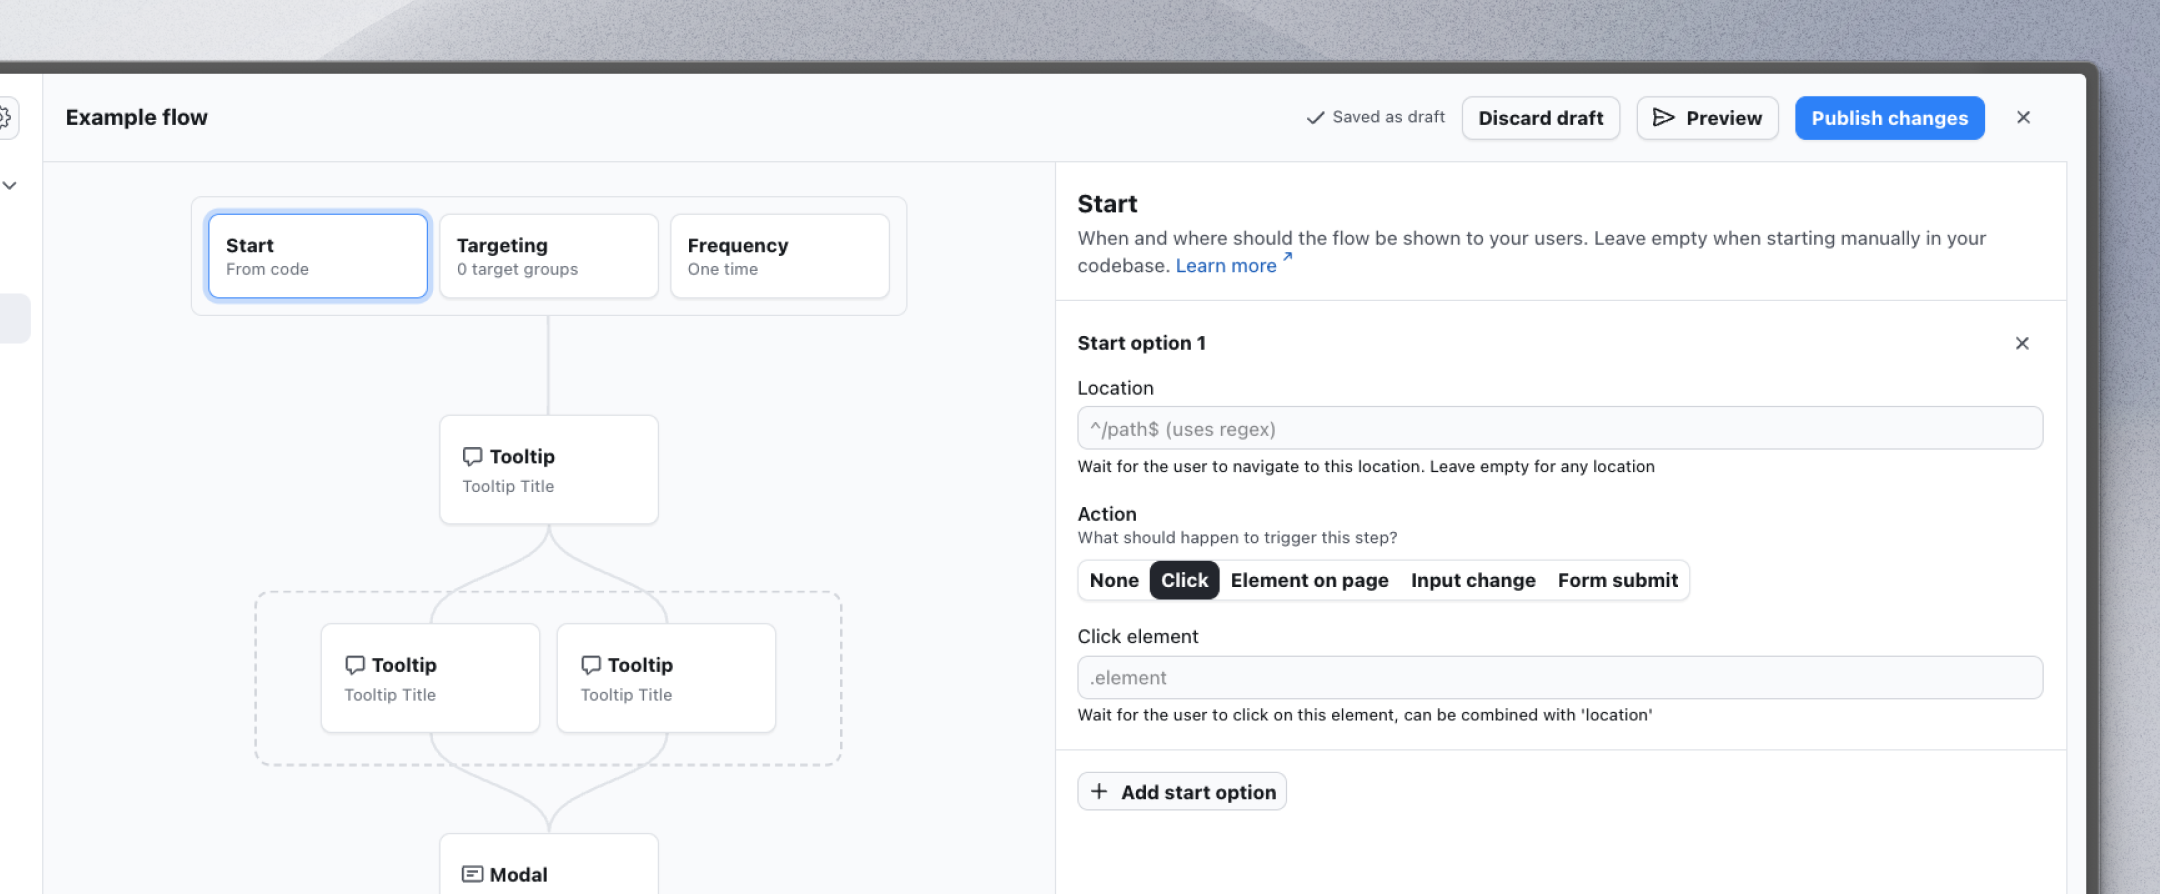 Example flow
Saved as draft
Discard draft
Preview
Publish changes
Start
From code
Targeting
0 target groups
Frequency
One time
Tooltip
Tooltip Title
Tooltip
Tooltip Title
Tooltip
Tooltip Title
Modal
Start
When and where should the flow be shown to your users. Leave empty when starting manually in your
codebase. Learn more
Start option 1
Location
^/path$ (uses regex)
Wait for the user to navigate to this location. Leave empty for any location
Action
What should happen to trigger this step?
None Click Element on page Input change Form submit
Click element
.element
Wait for the user to click on this element, can be combined with 'location'
Add start option